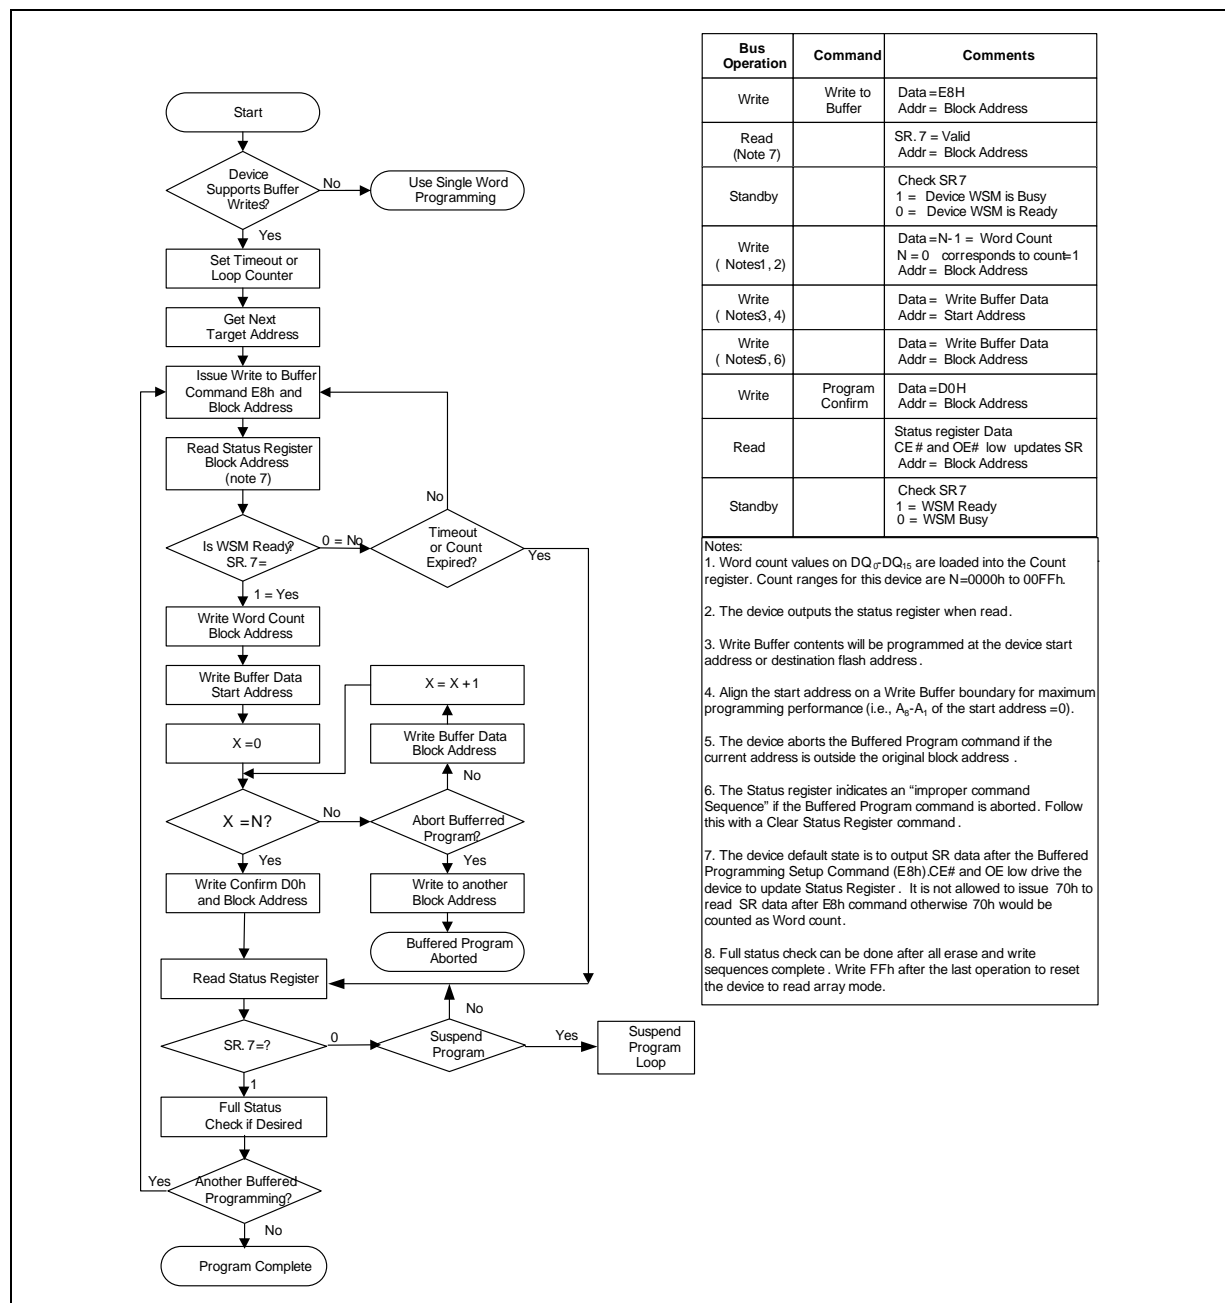 Start
Device
Supports Buffer
Writes?
No
Use Single Word
Programming
Yes
Set Timeout or
Loop Counter
Get Next
Target Address
Issue Write to Buffer
Command E8h and
Block Address
Read Status Register
Block Address
(note 7)
No
Is WSM Ready?
SR. 7=
0 = No
Timeout
or Count
Expired?
Yes
1 = Yes
Write Word Count
Block Address
Write Buffer Data
Start Address
X = X + 1
X = 0
Write Buffer Data
Block Address
No
X = N?
No
Abort Bufferred
Program?
Yes
Yes
Write Confirm D0h
and Block Address
Write to another
Block Address
Buffered Program
Aborted
Read Status Register
No
SR. 7=?
0
Suspend
Program
Yes
Suspend
Program
Loop
1
Full Status
Check if Desired
Yes
Another Buffered
Programming?
No
Program Complete
Bus
Operation
Command
Comments
Write
Write to
Buffer
Data = E8H
Addr = Block Address
Read
(Note 7)
SR. 7 = Valid
Addr = Block Address
Standby
Check SR7
1 = Device WSM is Busy
0 = Device WSM is Ready
Write
( Notes1, 2)
Data = N- 1 = Word Count
N = 0 corresponds to count=1
Addr = Block Address
Write
( Notes3, 4)
Data = Write Buffer Data
Addr = Start Address
Write
(Notes5, 6)
Data = Write Buffer Data
Addr = Block Address
Write
Program
Confirm
Data = D0H
Addr = Block Address
Read
Status register Data
CE# and OE# low updates SR
Addr = Block Address
Standby
Check SR7
1 = WSM Ready
0 = WSM Busy
Notes:
1. Word count values on DQ0-DQ15 are loaded into the Count
register. Count ranges for this device are N=0000h to 00FFh.
2. The device outputs the status register when read.
3. Write Buffer contents will be programmed at the device start
address or destination flash address.
4. Align the start address on a Write Buffer boundary for maximum
programming performance (i.e., A8-A1 of the start address =0).
5. The device aborts the Buffered Program command if the
current address is outside the original block address.
6. The Status register indicates an “improper command
Sequence” if the Buffered Program command is aborted. Follow
this with a Clear Status Register command.
7. The device default state is to output SR data after the Buffered
Programming Setup Command (E8h).CE# and OE low drive the
device to update Status Register. It is not allowed to issue 70h to
read SR data after E8h command otherwise 70h would be
counted as Word count.
8. Full status check can be done after all erase and write
sequences complete. Write FFh after the last operation to reset
the device to read array mode.